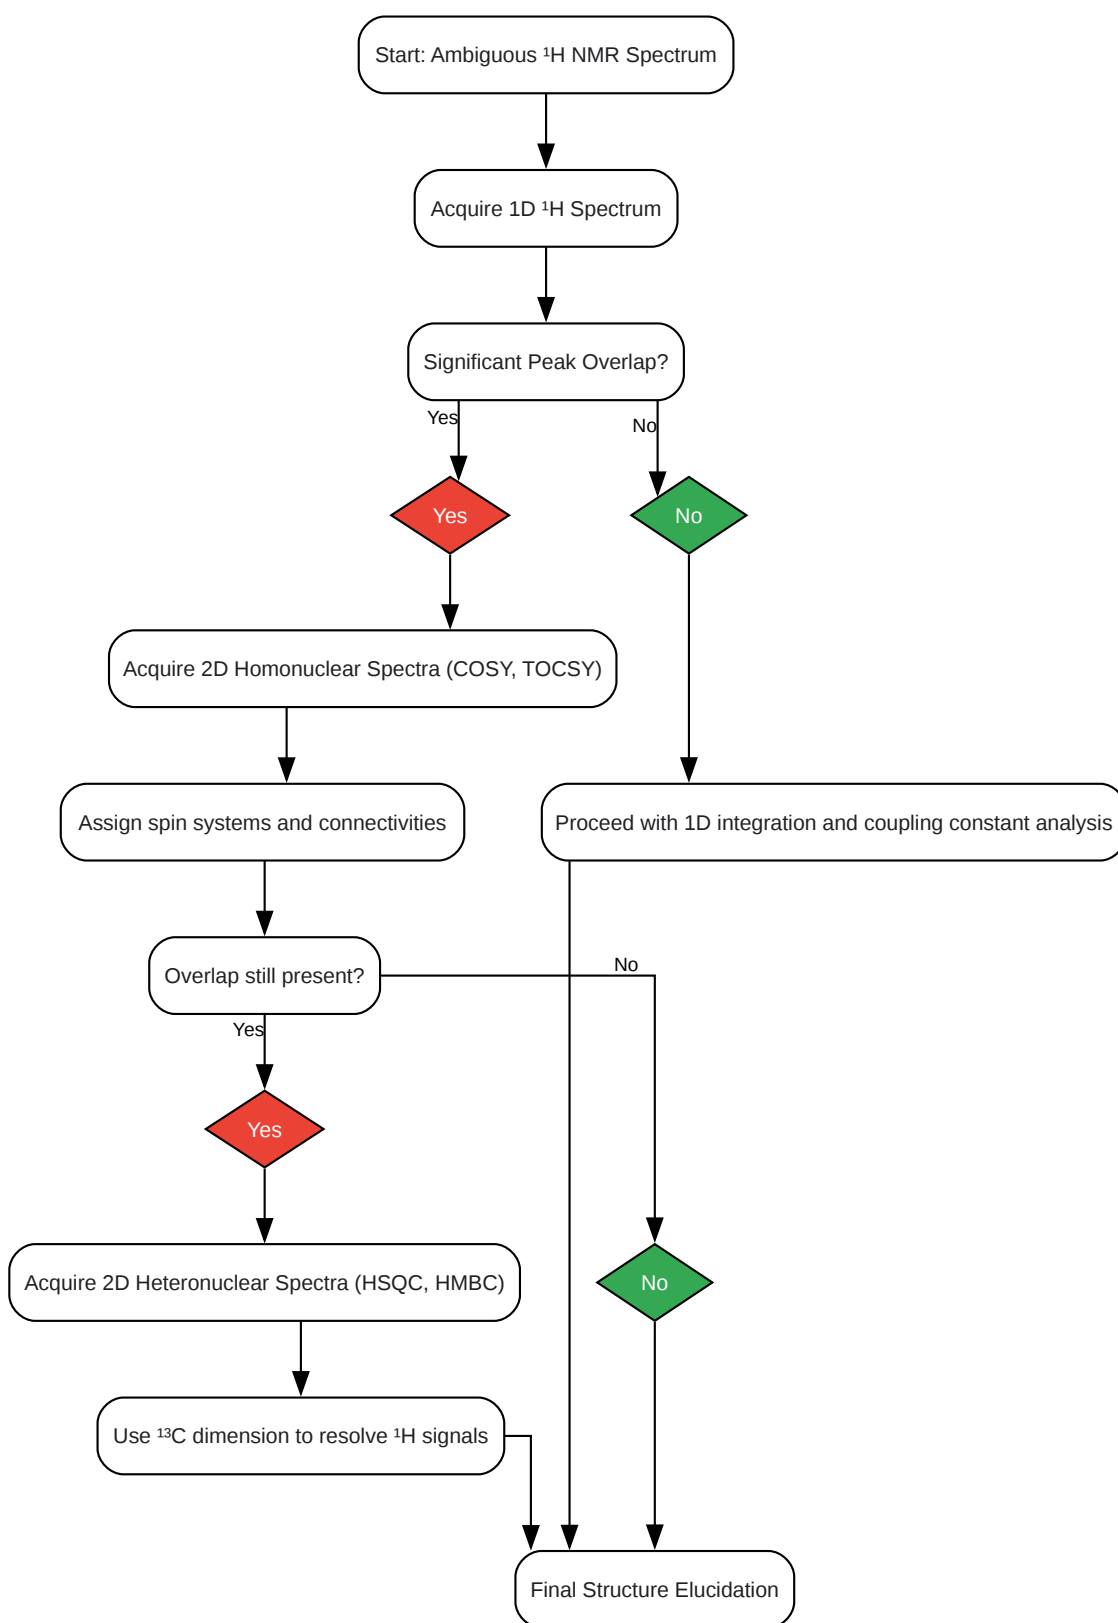 Start: Ambiguous ¹H NMR Spectrum
Acquire 1D ¹H Spectrum
Significant Peak Overlap?
Yes
No
Yes
No
Acquire 2D Homonuclear Spectra (COSY, TOCSY)
Assign spin systems and connectivities
Proceed with 1D integration and coupling constant analysis
Overlap still present?
No
Yes
Yes
Acquire 2D Heteronuclear Spectra (HSQC, HMBC)
No
Use ¹³C dimension to resolve ¹H signals
Final Structure Elucidation